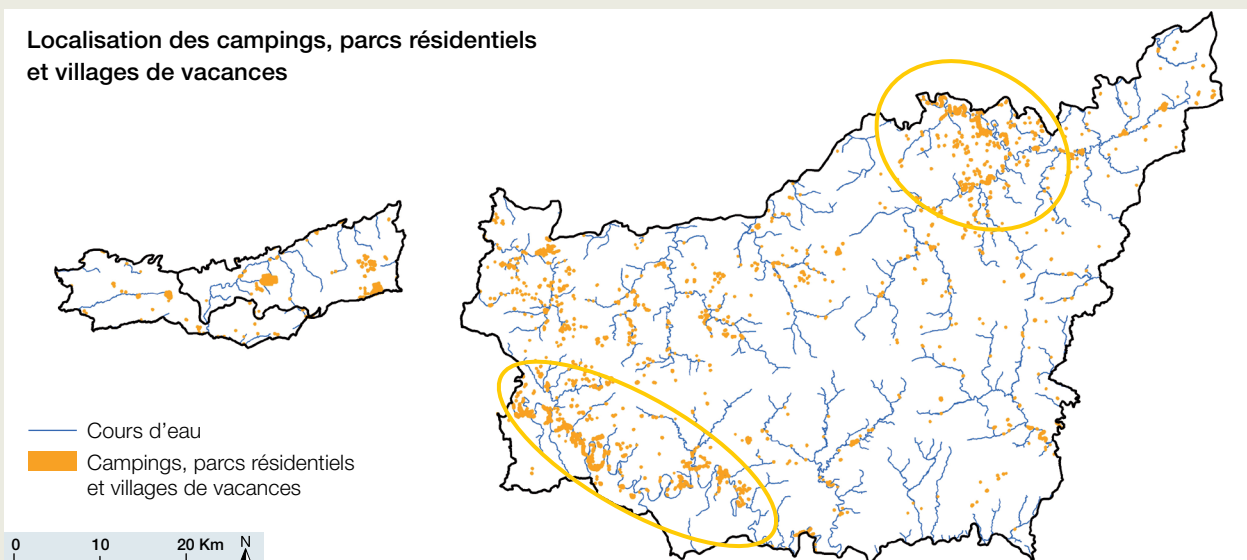 Localisation des campings, parcs résidentiels
et villages de vacances
Cours d'eau
Campings, parcs résidentiels
et villages de vacances
0 10 20 Km N